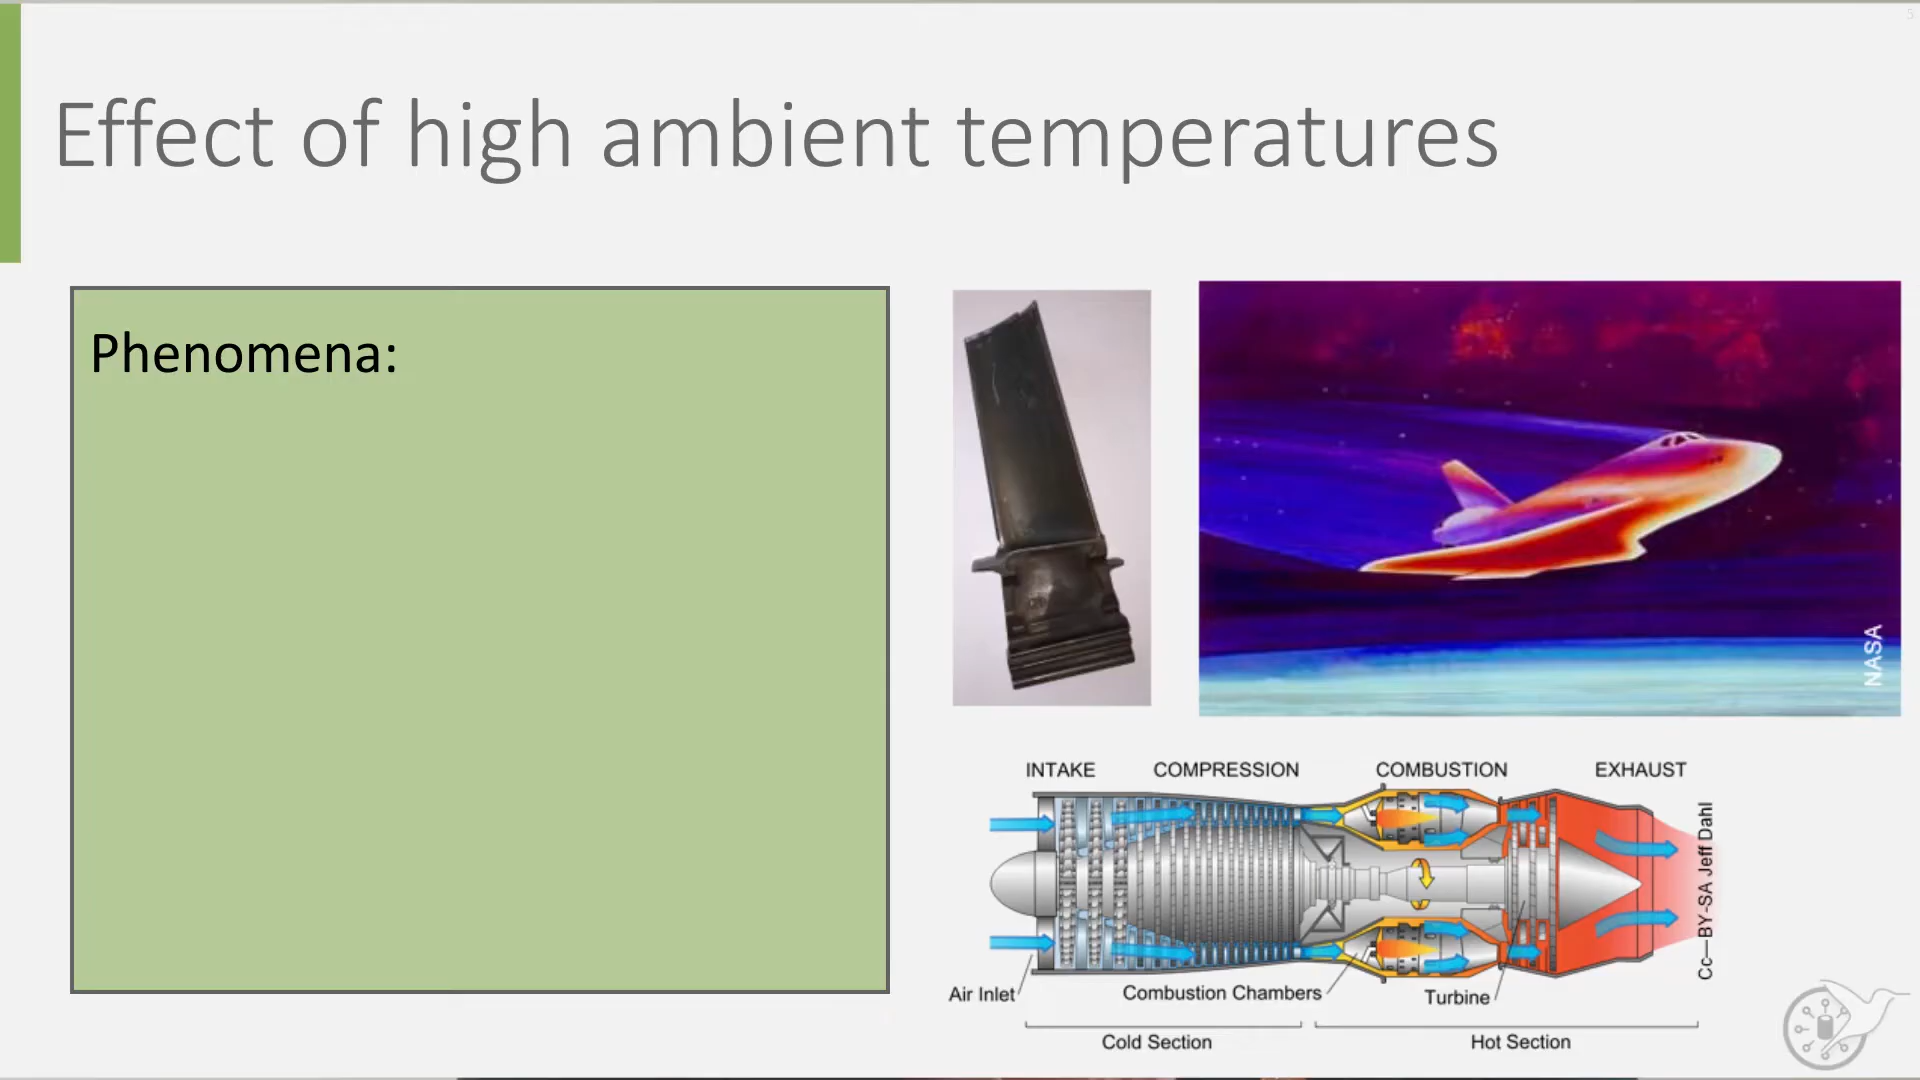 5
Effect of high ambient temperatures
Phenomena:
NASA
INTAKE COMPRESSION COMBUSTION EXHAUST
Cc—BY-SA Jeff Dahl
Air Inlet Combustion Chambers Turbine
Cold Section Hot Section